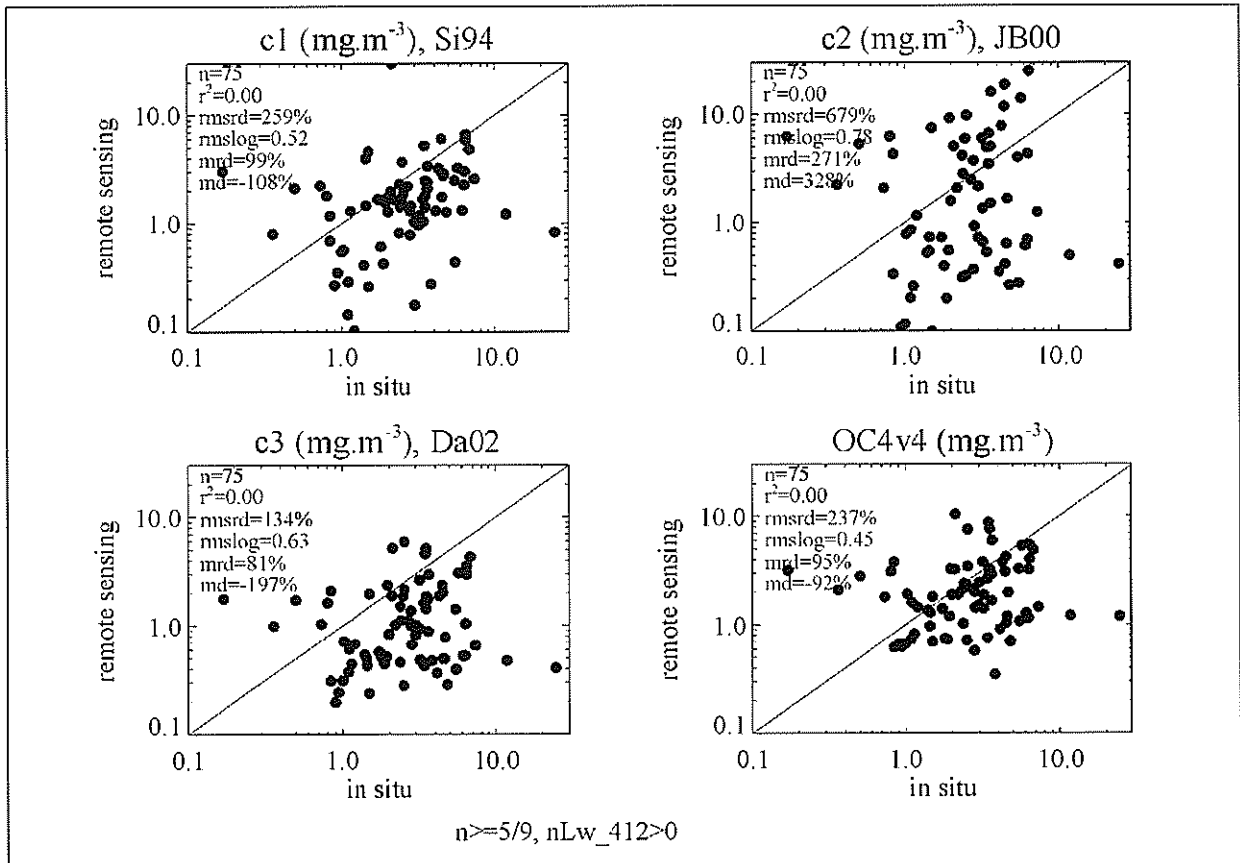 c1 (mg.m-3), Si94
n=75
r2=0.00
rmsrd=259%
rmslog=0.52
mrd=99%
md=-108%
remote sensing
10.0
1.0
0.1
0.1 1.0 10.0
in situ
c2 (mg.m-3), JB00
n=75
r2=0.00
rmsrd=679%
rmslog=0.78
mrd=271%
md=328%
remote sensing
10.0
1.0
0.1
0.1 1.0 10.0
in situ
c3 (mg.m-3), Da02
n=75
r2=0.00
rmsrd=134%
rmslog=0.63
mrd=81%
md=-197%
remote sensing
10.0
1.0
0.1
0.1 1.0 10.0
in situ
OC4v4 (mg.m-3)
n=75
r2=0.00
rmsrd=237%
rmslog=0.45
mrd=95%
md=-92%
remote sensing
10.0
1.0
0.1
0.1 1.0 10.0
in situ
n>=5/9, nLw_412>0